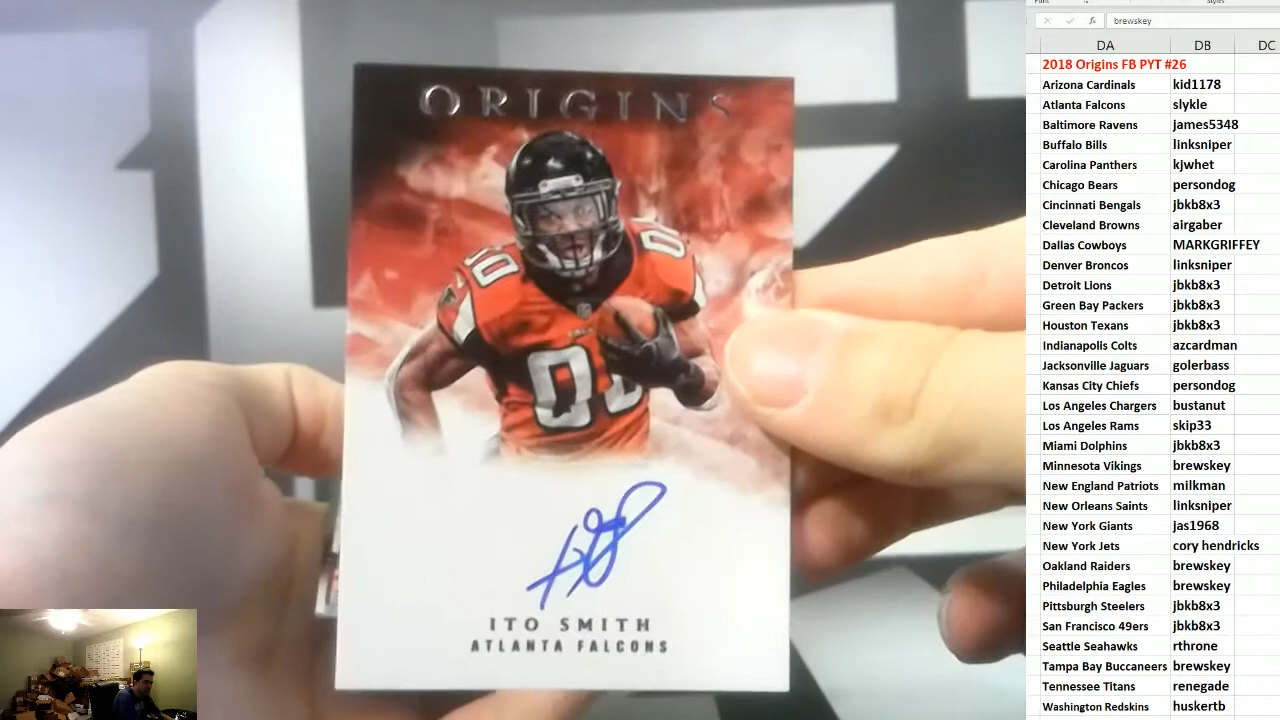 ORIGINS
00
00
00
ITO SMITH
ATLANTA FALCONS
brewskey
DA DB DC
2018 Origins FB PYT #26
Arizona Cardinals kid1178
Atlanta Falcons slykle
Baltimore Ravens james5348
Buffalo Bills linksniper
Carolina Panthers kjwhet
Chicago Bears persondog
Cincinnati Bengals jbkb8x3
Cleveland Browns airgaber
Dallas Cowboys MARKGRIFFEY
Denver Broncos linksniper
Detroit Lions jbkb8x3
Green Bay Packers jbkb8x3
Houston Texans jbkb8x3
Indianapolis Colts azcardman
Jacksonville Jaguars golerbass
Kansas City Chiefs persondog
Los Angeles Chargers bustanut
Los Angeles Rams skip33
Miami Dolphins jbkb8x3
Minnesota Vikings brewskey
New England Patriots milkman
New Orleans Saints linksniper
New York Giants jas1968
New York Jets cory hendricks
Oakland Raiders brewskey
Philadelphia Eagles brewskey
Pittsburgh Steelers jbkb8x3
San Francisco 49ers jbkb8x3
Seattle Seahawks rthrone
Tampa Bay Buccaneers brewskey
Tennessee Titans renegade
Washington Redskins huskertb